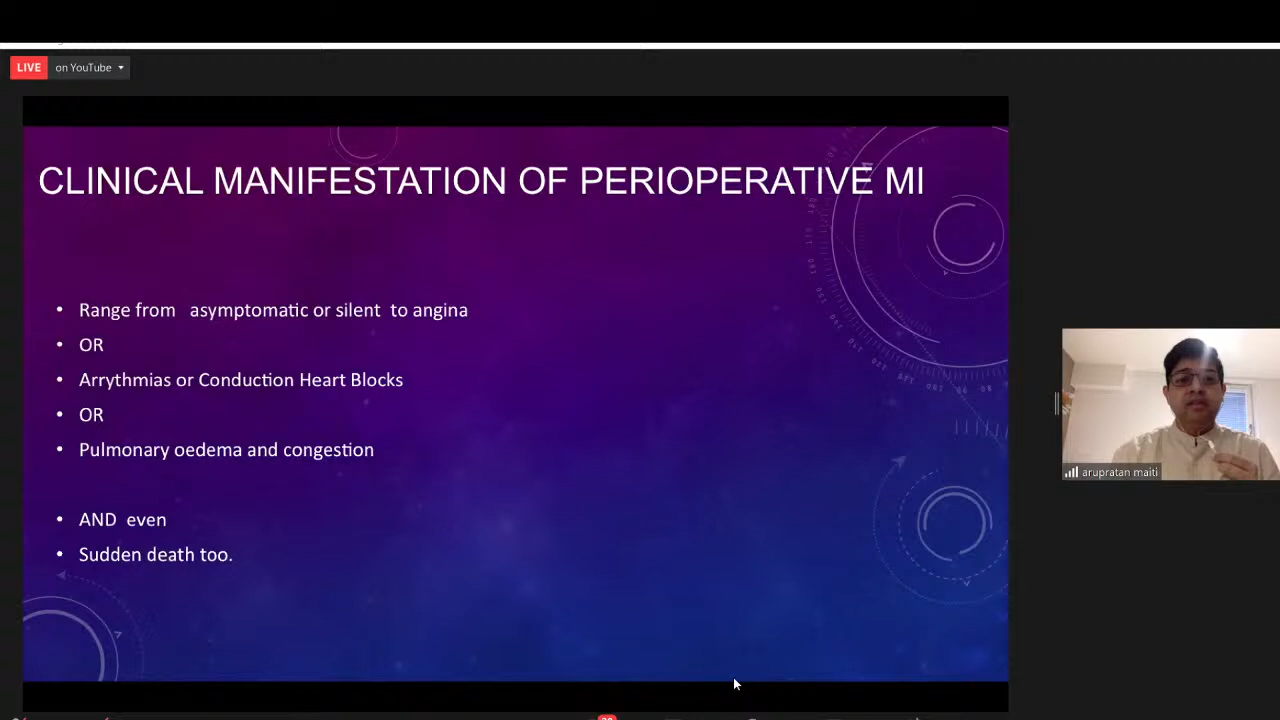 LIVE on YouTube
CLINICAL MANIFESTATION OF PERIOPERATIVE MI
• Range from asymptomatic or silent to angina
• OR
• Arrythmias or Conduction Heart Blocks
• OR
• Pulmonary oedema and congestion
• AND even
• Sudden death too.
arupratan maiti